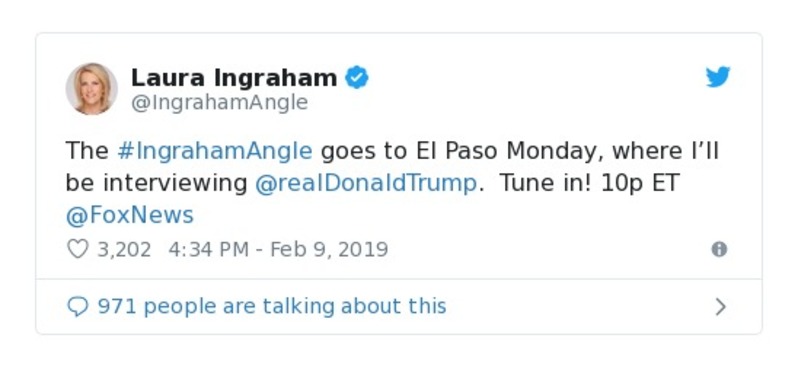 Laura Ingraham
@IngrahamAngle
The #IngrahamAngle goes to El Paso Monday, where I’ll
be interviewing @realDonaldTrump.  Tune in! 10p ET
@FoxNews
3,202 4:34 PM - Feb 9, 2019
971 people are talking about this